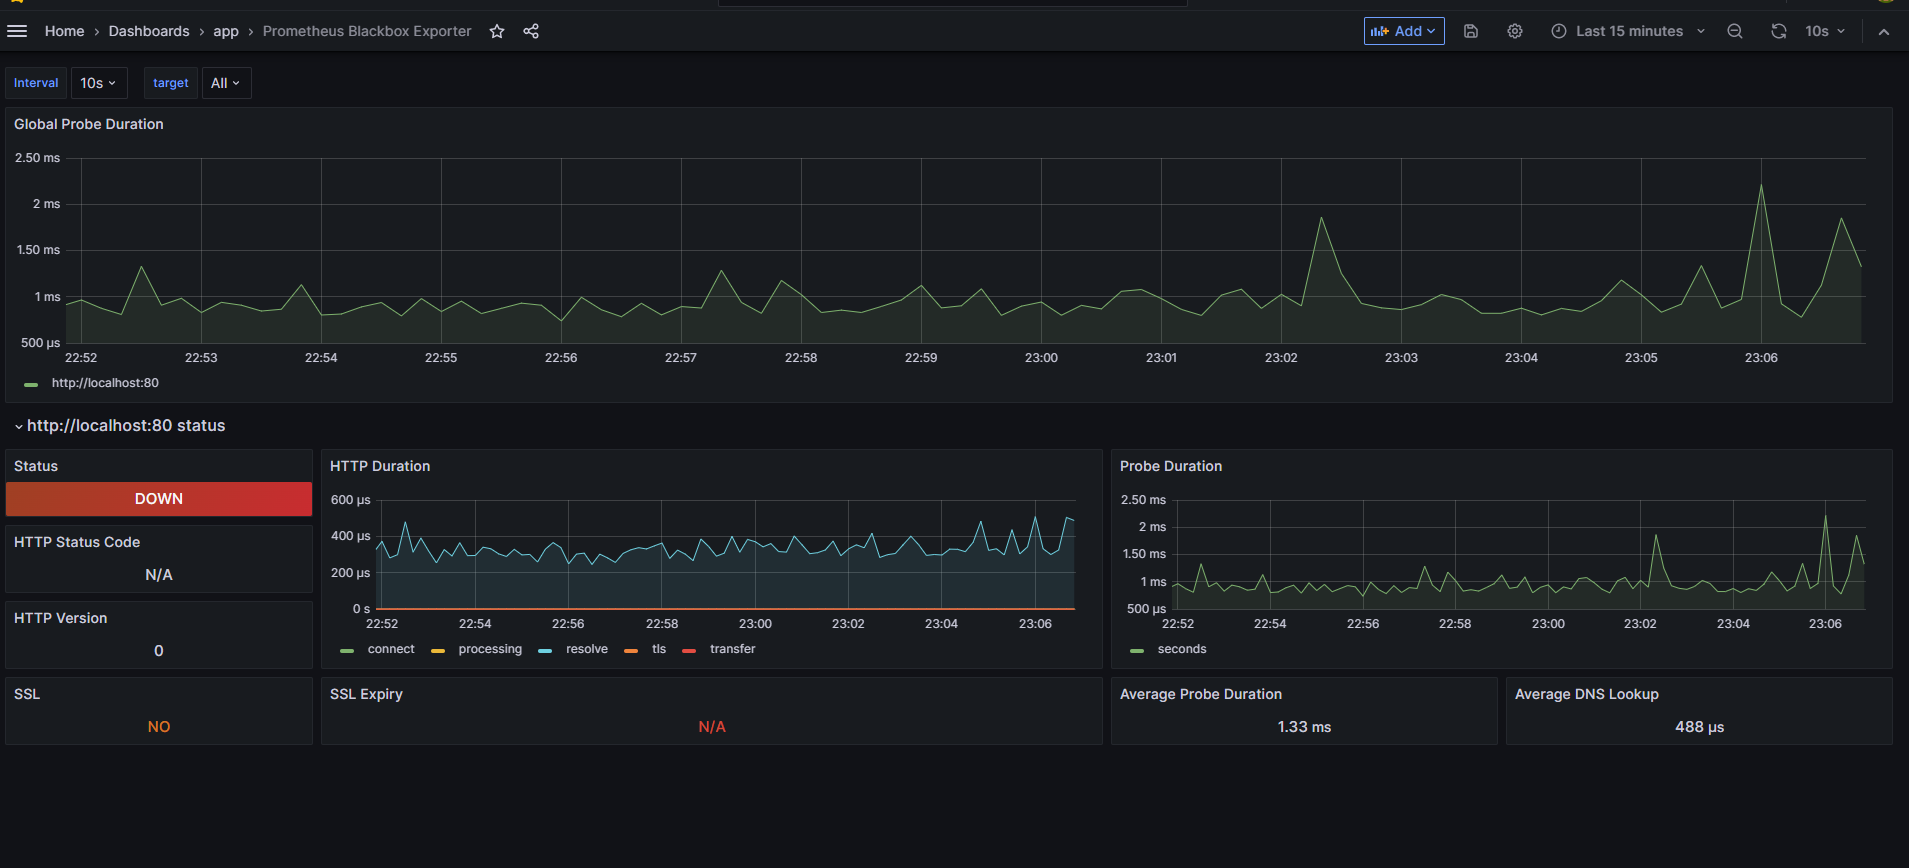 Home › Dashboards › app › Prometheus Blackbox Exporter
Add
Last 15 minutes
10s
Interval 10s target All
Global Probe Duration
2.50 ms
2 ms
1.50 ms
1 ms
500 µs
22:52 22:53 22:54 22:55 22:56 22:57 22:58 22:59 23:00 23:01 23:02 23:03 23:04 23:05 23:06
http://localhost:80
http://localhost:80 status
Status
DOWN
HTTP Status Code
N/A
HTTP Version
0
HTTP Duration
600 µs
400 µs
200 µs
0 s
22:52 22:54 22:56 22:58 23:00 23:02 23:04 23:06
connect processing resolve tls transfer
Probe Duration
2.50 ms
2 ms
1.50 ms
1 ms
500 µs
22:52 22:54 22:56 22:58 23:00 23:02 23:04 23:06
seconds
SSL
NO
SSL Expiry
N/A
Average Probe Duration
1.33 ms
Average DNS Lookup
488 µs